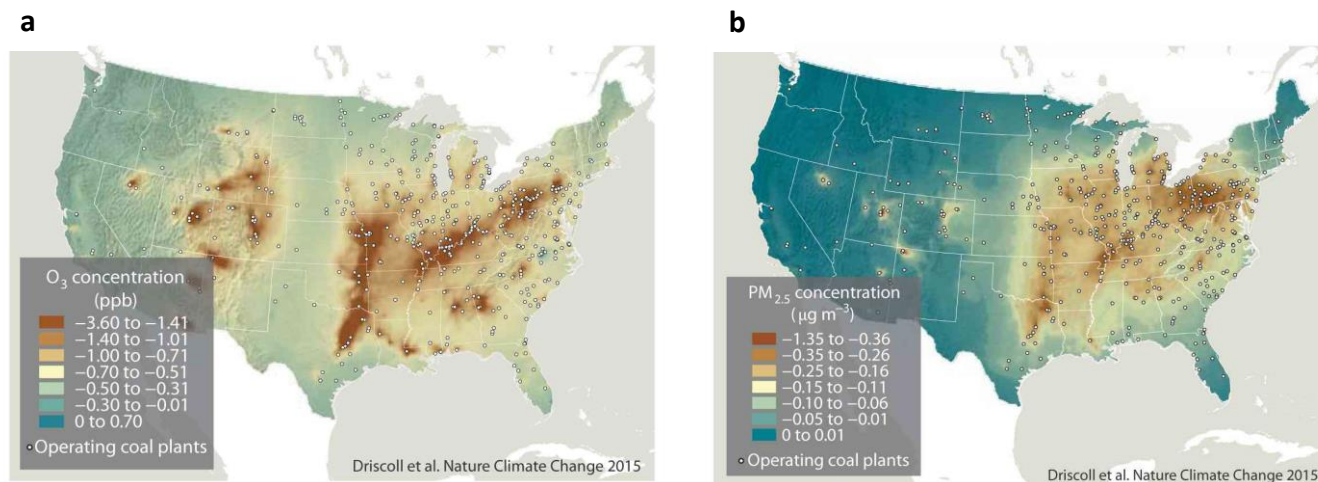 a
O₃ concentration
(ppb)
−3.60 to −1.41
−1.40 to −1.01
−1.00 to −0.71
−0.70 to −0.51
−0.50 to −0.31
−0.30 to −0.01
0 to 0.70
Operating coal plants
Driscoll et al. Nature Climate Change 2015
b
PM₂.₅ concentration
(μg m⁻³)
−1.35 to −0.36
−0.35 to −0.26
−0.25 to −0.16
−0.15 to −0.11
−0.10 to −0.06
−0.05 to −0.01
0 to 0.01
Operating coal plants
Driscoll et al. Nature Climate Change 2015